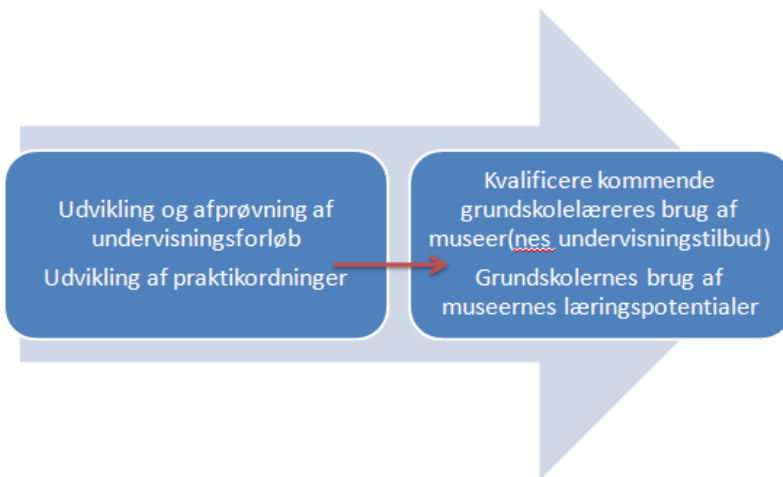 Udvikling og afprøvning af
undervisningsforløb
Udvikling af praktikordninger
Kvalificere kommende
grundskolelæreres brug af
museer(nes undervisningstilbud)
Grundskolernes brug af
museernes læringspotentialer